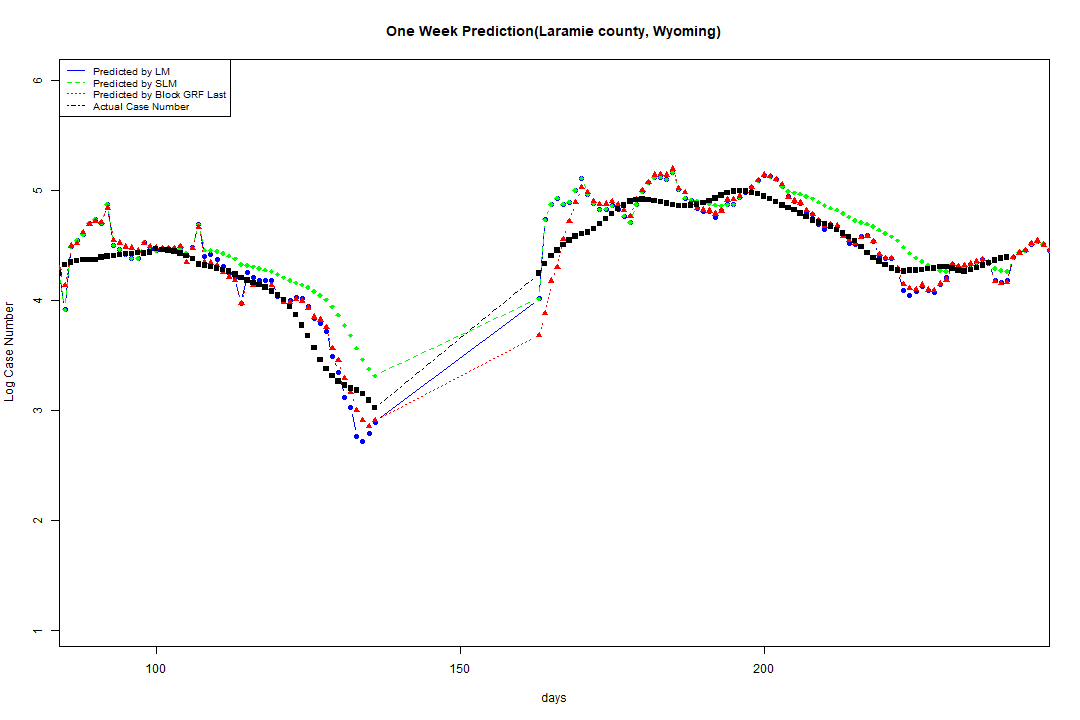 One Week Prediction(Laramie county, Wyoming)
Predicted by LM
Predicted by SLM
Predicted by Block GRF Last
Actual Case Number
6
5
4
3
2
1
Log Case Number
100 150 200
days